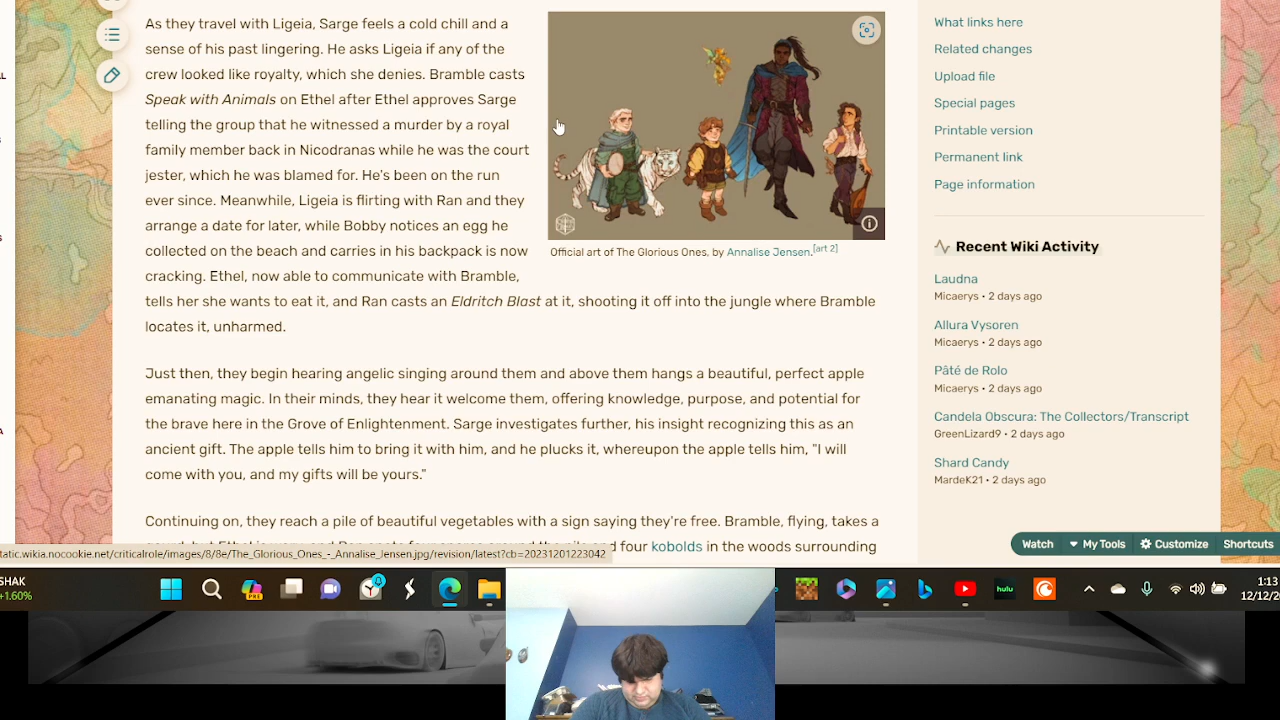 As they travel with Ligeia, Sarge feels a cold chill and a
sense of his past lingering. He asks Ligeia if any of the
crew looked like royalty, which she denies. Bramble casts
Speak with Animals on Ethel after Ethel approves Sarge
telling the group that he witnessed a murder by a royal
family member back in Nicodranas while he was the court
jester, which he was blamed for. He's been on the run
ever since. Meanwhile, Ligeia is flirting with Ran and they
arrange a date for later, while Bobby notices an egg he
collected on the beach and carries in his backpack is now
cracking. Ethel, now able to communicate with Bramble,
tells her she wants to eat it, and Ran casts an Eldritch Blast at it, shooting it off into the jungle where Bramble
locates it, unharmed.
Official art of The Glorious Ones, by Annalise Jensen.[art 2]
Just then, they begin hearing angelic singing around them and above them hangs a beautiful, perfect apple
emanating magic. In their minds, they hear it welcome them, offering knowledge, purpose, and potential for
the brave here in the Grove of Enlightenment. Sarge investigates further, his insight recognizing this as an
ancient gift. The apple tells him to bring it with him, and he plucks it, whereupon the apple tells him, "I will
come with you, and my gifts will be yours."
Continuing on, they reach a pile of beautiful vegetables with a sign saying they're free. Bramble, flying, takes a
four kobolds in the woods surrounding
tatic.wikia.nocookie.net/criticalrole/images/8/8e/The_Glorious_Ones_-_Annalise_Jensen.jpg/revision/latest?cb=20231201223042
What links here
Related changes
Upload file
Special pages
Printable version
Permanent link
Page information
Recent Wiki Activity
Laudna
Micaerys • 2 days ago
Allura Vysoren
Micaerys • 2 days ago
Pâté de Rolo
Micaerys • 2 days ago
Candela Obscura: The Collectors/Transcript
GreenLizard9 • 2 days ago
Shard Candy
MardeK21 • 2 days ago
Watch
My Tools
Customize
Shortcuts
SHAK
+1.60%
PRE
hulu
1:13
12/12/2